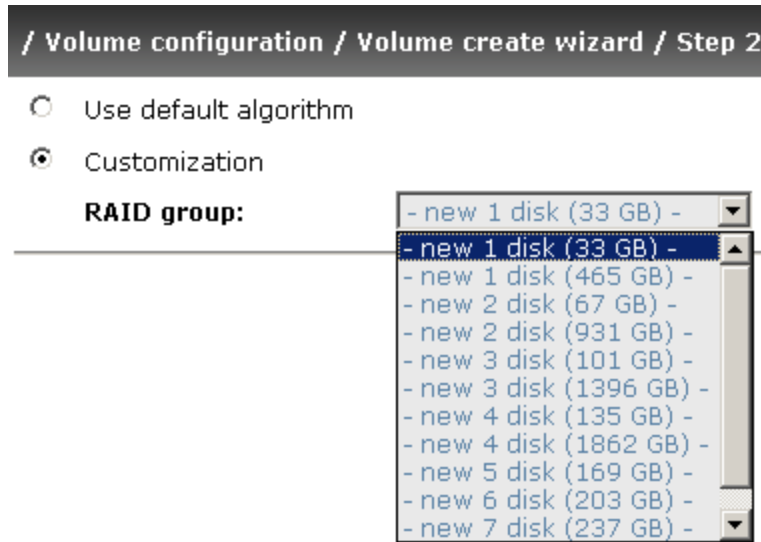 / Volume configuration / Volume create wizard / Step 2
Use default algorithm
Customization
RAID group:
- new 1 disk (33 GB) -
- new 1 disk (33 GB) -
- new 1 disk (465 GB) -
- new 2 disk (67 GB) -
- new 2 disk (931 GB) -
- new 3 disk (101 GB) -
- new 3 disk (1396 GB) -
- new 4 disk (135 GB) -
- new 4 disk (1862 GB) -
- new 5 disk (169 GB) -
- new 6 disk (203 GB) -
- new 7 disk (237 GB) -